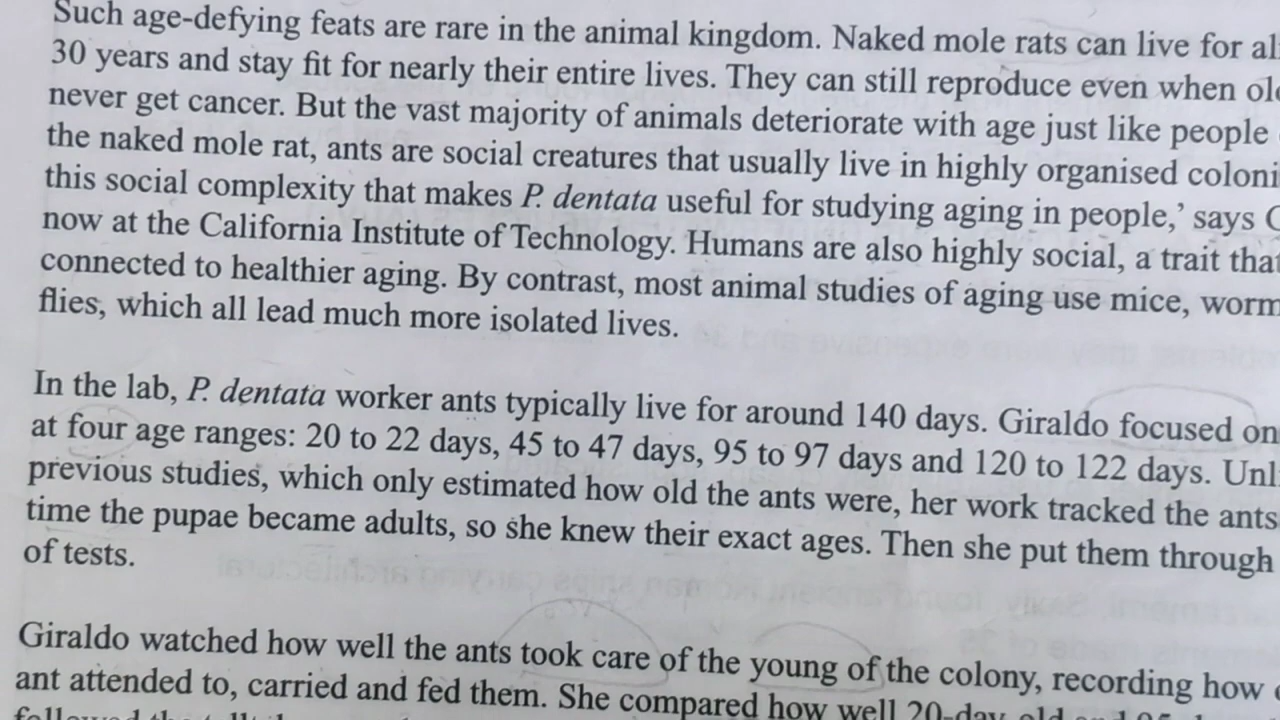 Such age-defying feats are rare in the animal kingdom. Naked mole rats can live for
30 years and stay fit for nearly their entire lives. They can still reproduce even when
never get cancer. But the vast majority of animals deteriorate with age just like people
the naked mole rat, ants are social creatures that usually live in highly organised
this social complexity that makes P. dentata useful for studying aging in people,' says
now at the California Institute of Technology. Humans are also highly social, a trait
connected to healthier aging. By contrast, most animal studies of aging use mice,
flies, which all lead much more isolated lives.
In the lab, P. dentata worker ants typically live for around 140 days. Giraldo focused on
at four age ranges: 20 to 22 days, 45 to 47 days, 95 to 97 days and 120 to 122 days.
previous studies, which only estimated how old the ants were, her work tracked the ants
time the pupae became adults, so she knew their exact ages. Then she put them through
of tests.
Giraldo watched how well the ants took care of the young of the colony, recording how
ant attended to, carried and fed them. She compared how well 20-day